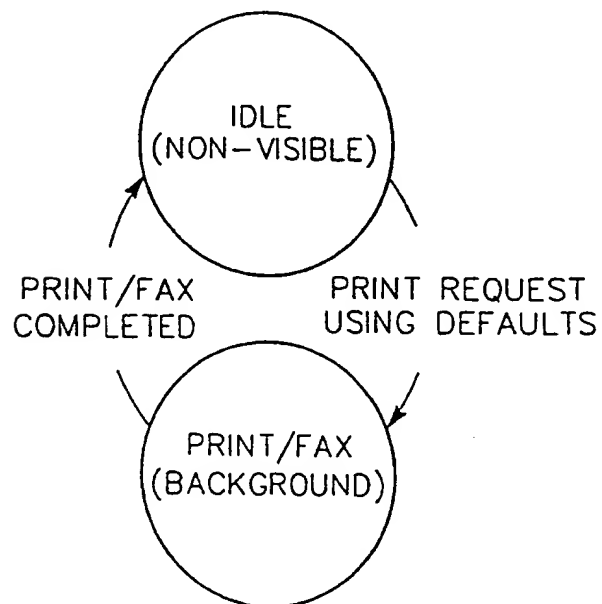 IDLE
(NON-VISIBLE)
PRINT/FAX
COMPLETED
PRINT REQUEST
USING DEFAULTS
PRINT/FAX
(BACKGROUND)